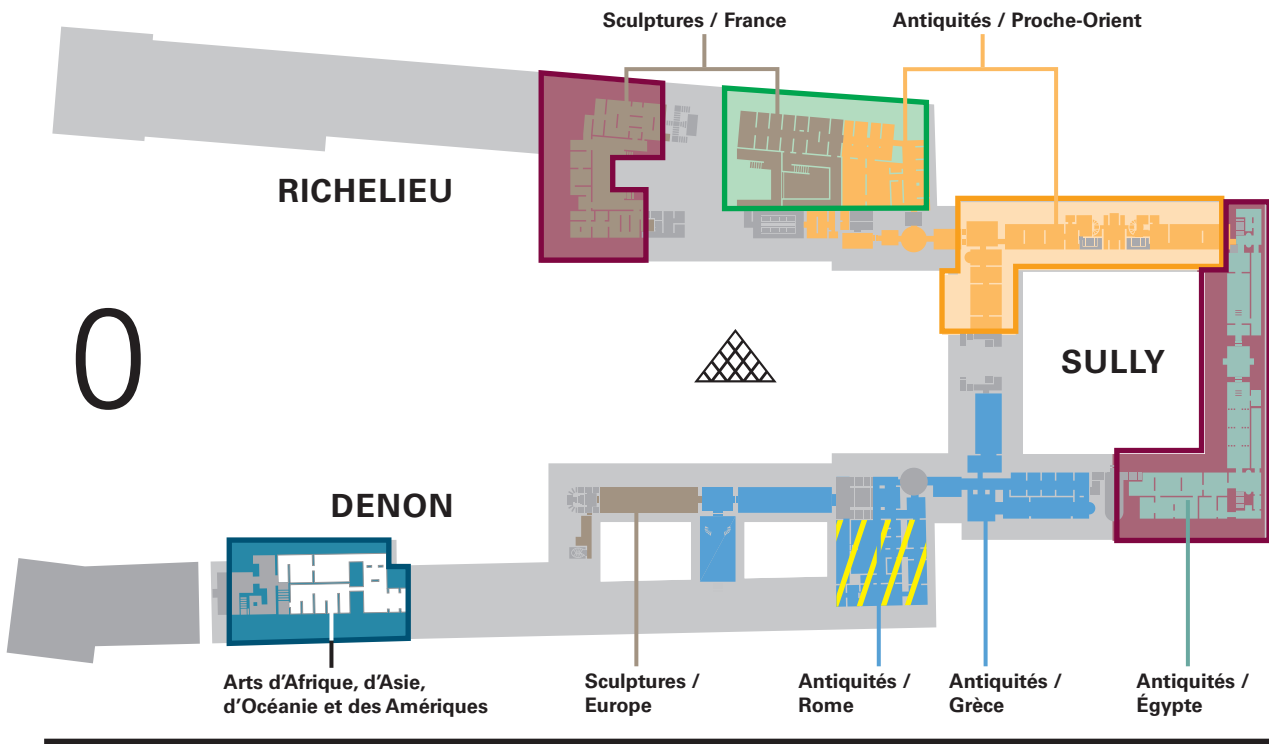 Sculptures / France
Antiquités / Proche-Orient
RICHELIEU
0
SULLY
DENON
Arts d'Afrique, d'Asie,
d'Océanie et des Amériques
Sculptures /
Europe
Antiquités /
Rome
Antiquités /
Grèce
Antiquités /
Égypte